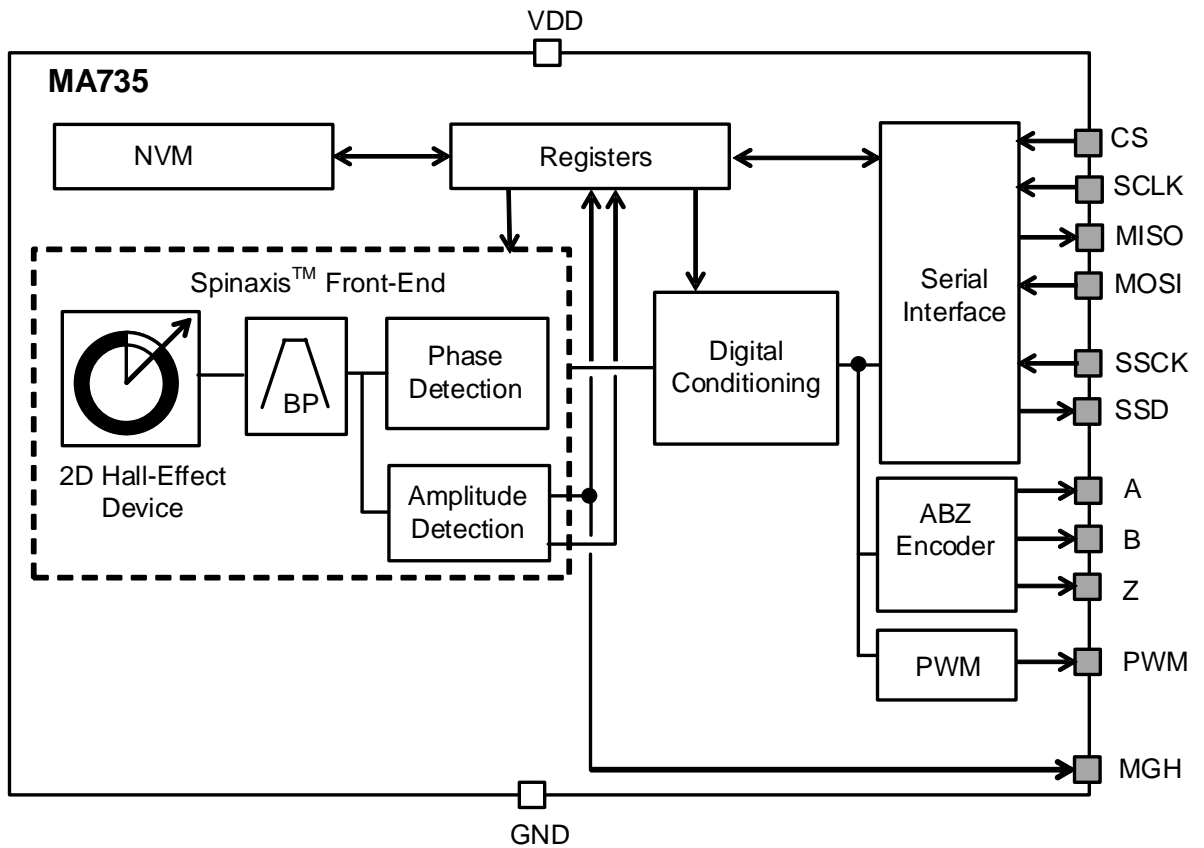 VDD
MA735
NVM
Registers
Serial
Interface
CS
SCLK
MISO
MOSI
SSCK
SSD
Spinaxis™ Front-End
BP
Phase
Detection
Digital
Conditioning
2D Hall-Effect
Device
Amplitude
Detection
ABZ
Encoder
A
B
Z
PWM
PWM
MGH
GND